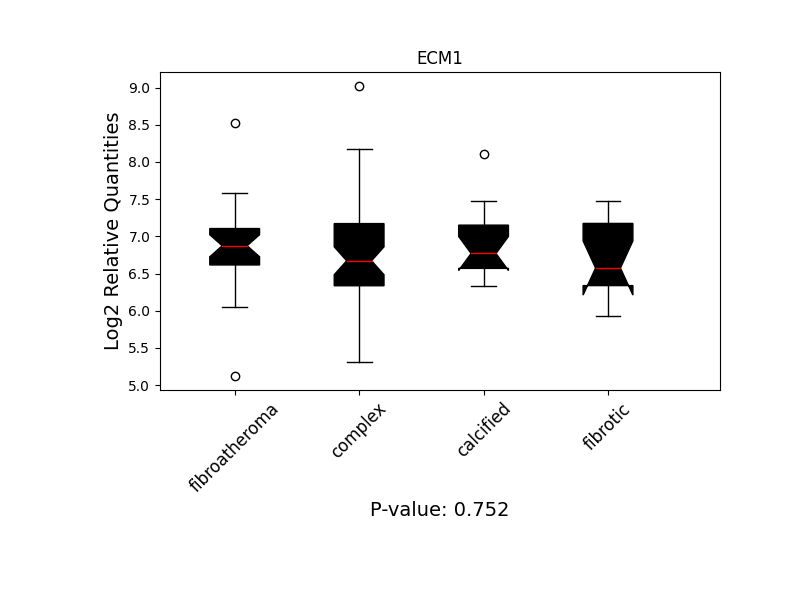 ECM1
Log2 Relative Quantities
9.0
8.5
8.0
7.5
7.0
6.5
6.0
5.5
5.0
fibroatheroma
complex
calcified
fibrotic
P-value: 0.752